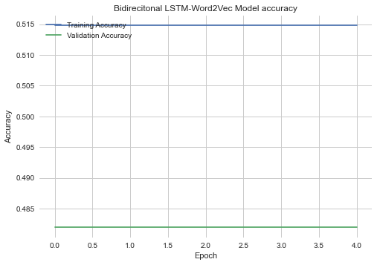 Bidirecitonal LSTM-Word2Vec Model accuracy
0.515
Training Accuracy
Validation Accuracy
0.510
0.505
0.500
0.495
0.490
0.485
Accuracy
0.0 0.5 1.0 1.5 2.0 2.5 3.0 3.5 4.0
Epoch